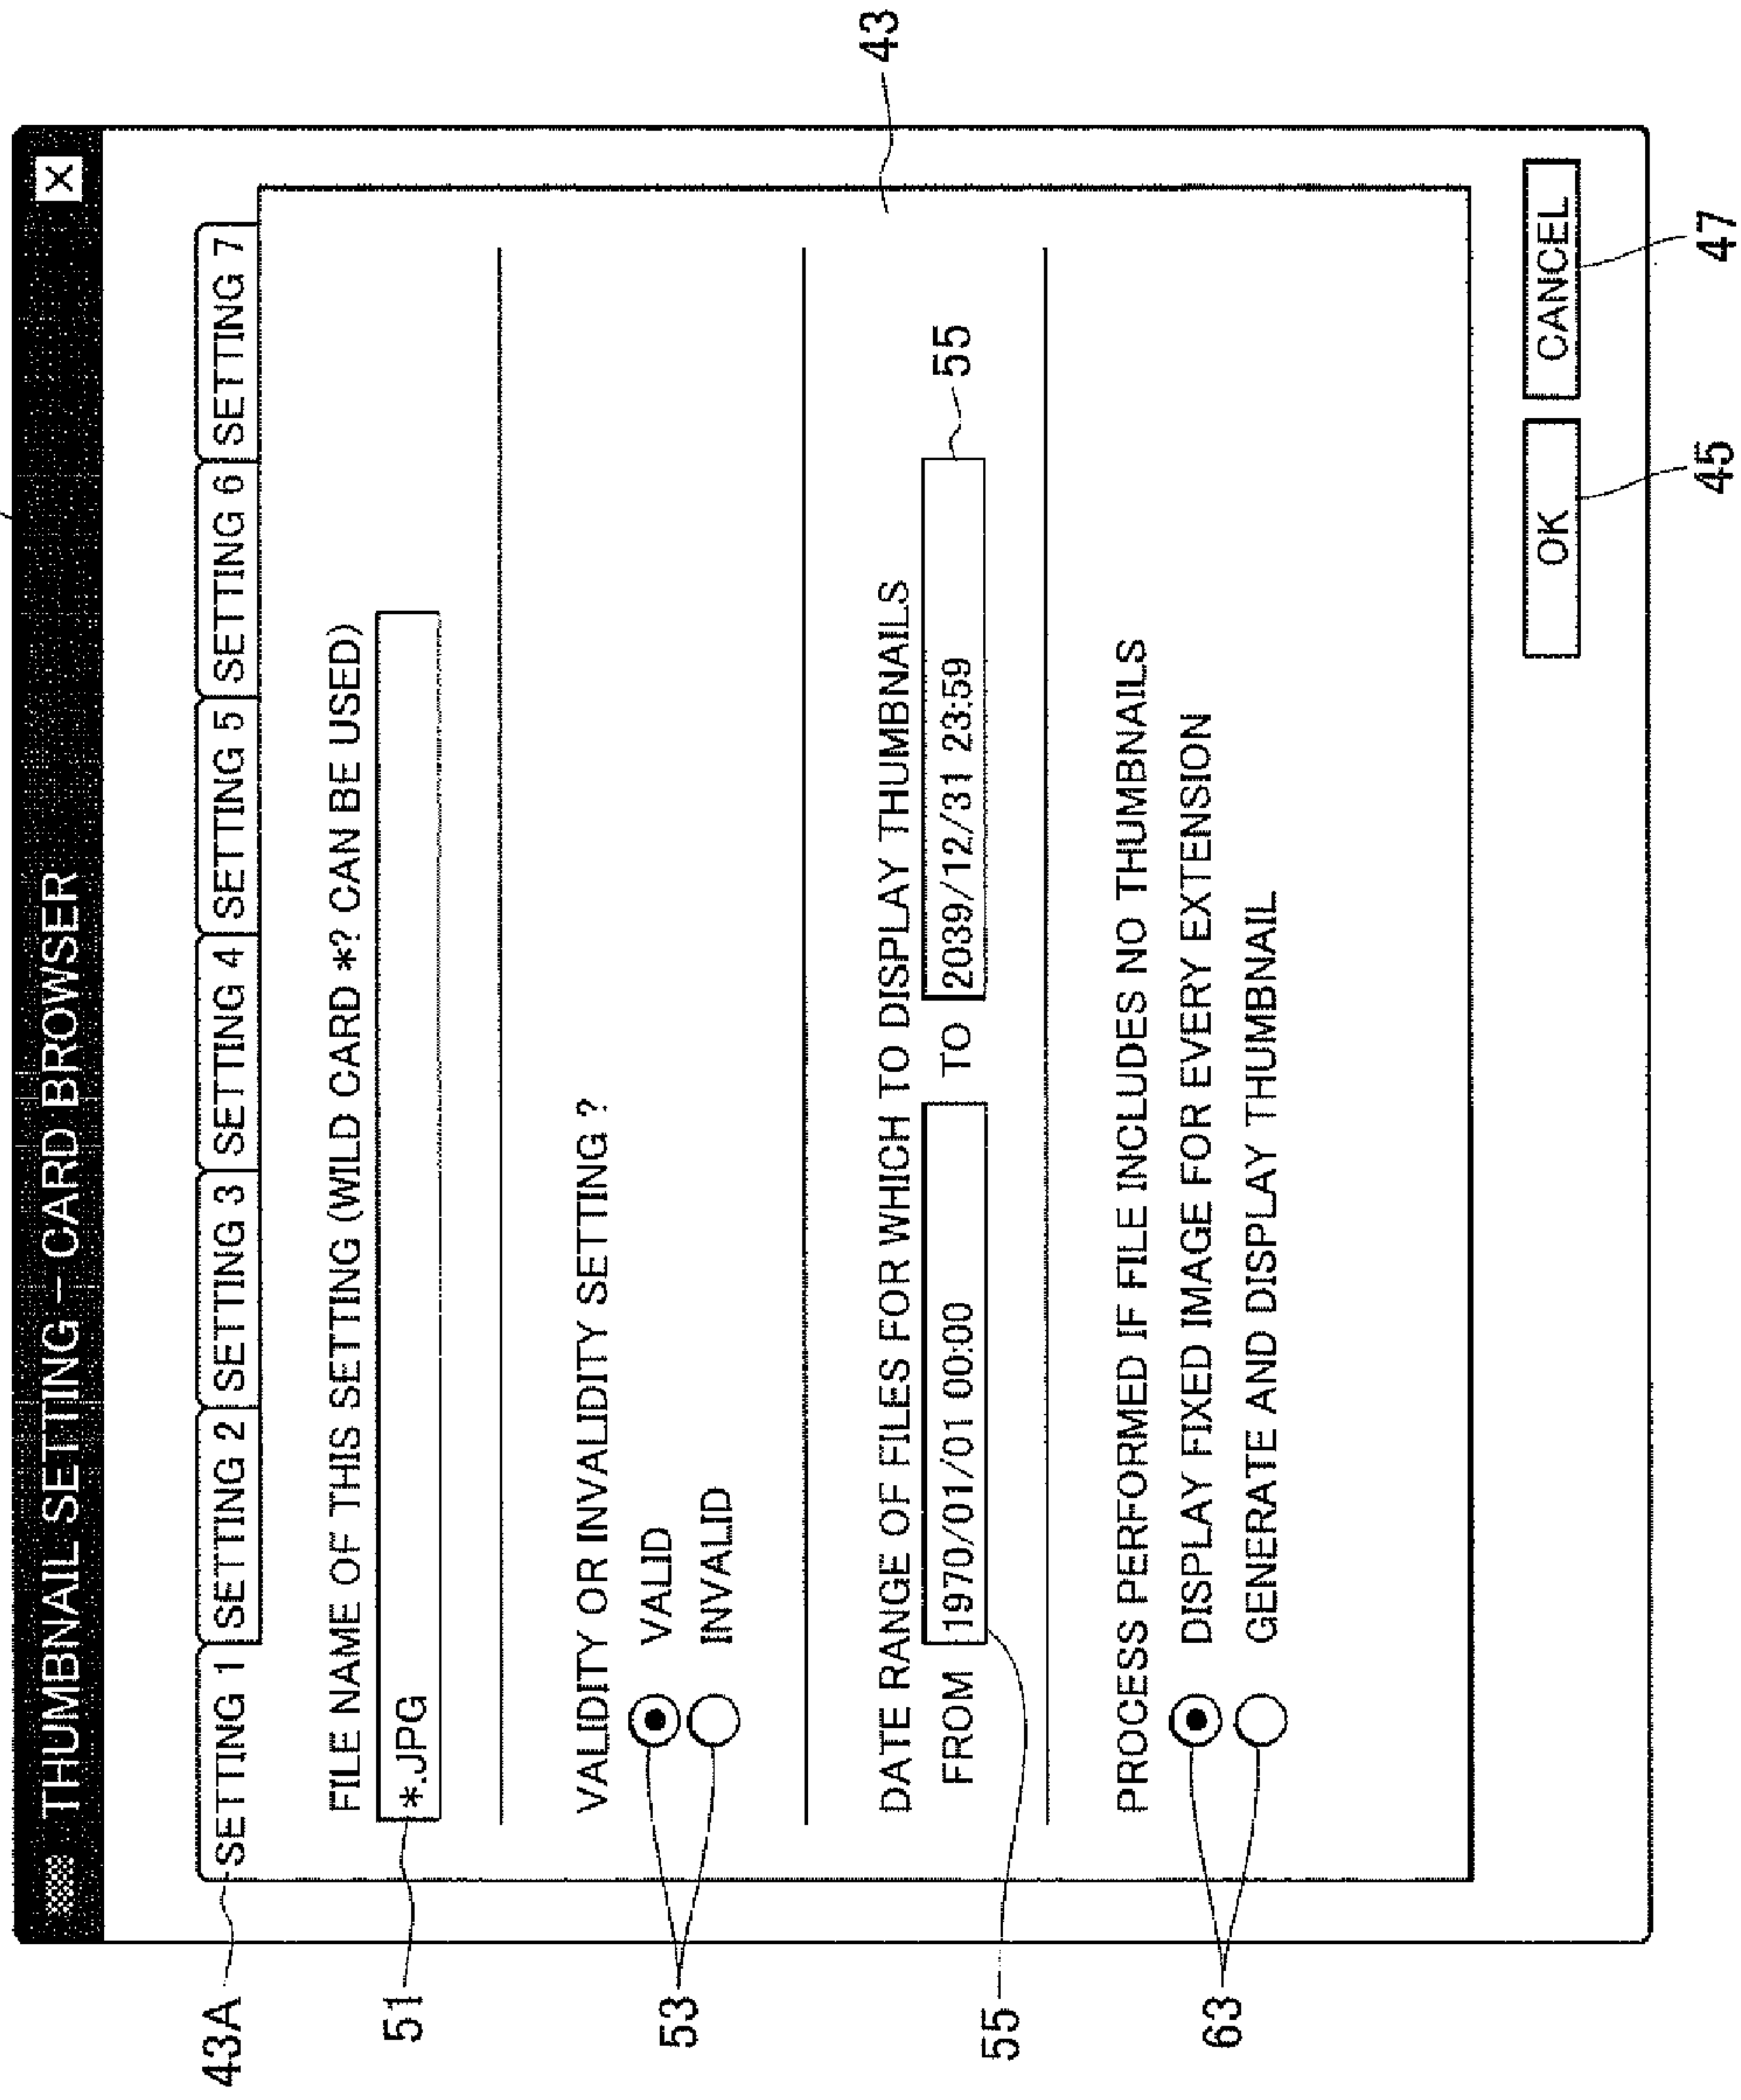 THUMBNAIL SETTING – CARD BROWSER X
43A SETTING 1 SETTING 2 SETTING 3 SETTING 4 SETTING 5 SETTING 6 SETTING 7
FILE NAME OF THIS SETTING (WILD CARD *? CAN BE USED)
51 *.JPG
43
VALIDITY OR INVALIDITY SETTING ?
53
VALID
INVALID
DATE RANGE OF FILES FOR WHICH TO DISPLAY THUMBNAILS
FROM 1970/01/01 00:00 TO 2039/12/31 23:59 55
55
PROCESS PERFORMED IF FILE INCLUDES NO THUMBNAILS
63
DISPLAY FIXED IMAGE FOR EVERY EXTENSION
GENERATE AND DISPLAY THUMBNAIL
OK CANCEL
45 47